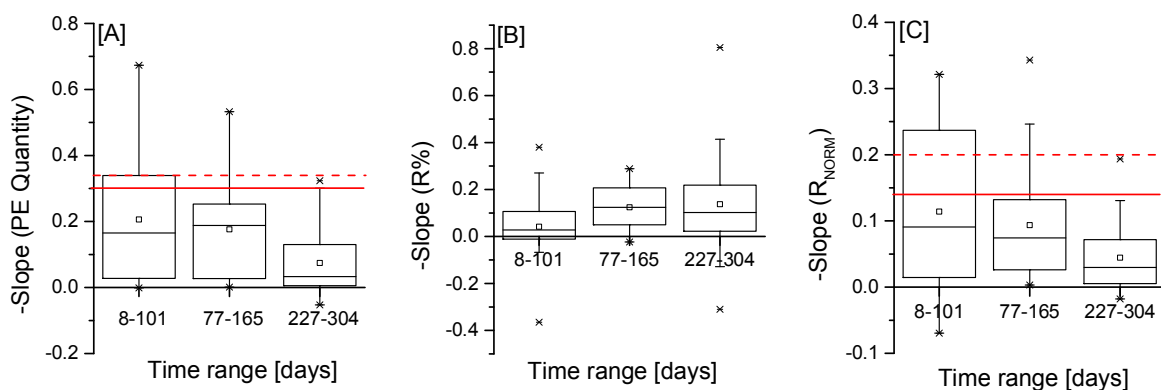 [A]
-Slope (PE Quantity)
0.8
0.6
0.4
0.2
0.0
-0.2
8-101 77-165 227-304
Time range [days]
[B]
-Slope (R%)
0.8
0.6
0.4
0.2
0.0
-0.2
-0.4
8-101 77-165 227-304
Time range [days]
[C]
-Slope (RNORM)
0.4
0.3
0.2
0.1
0.0
-0.1
8-101 77-165 227-304
Time range [days]